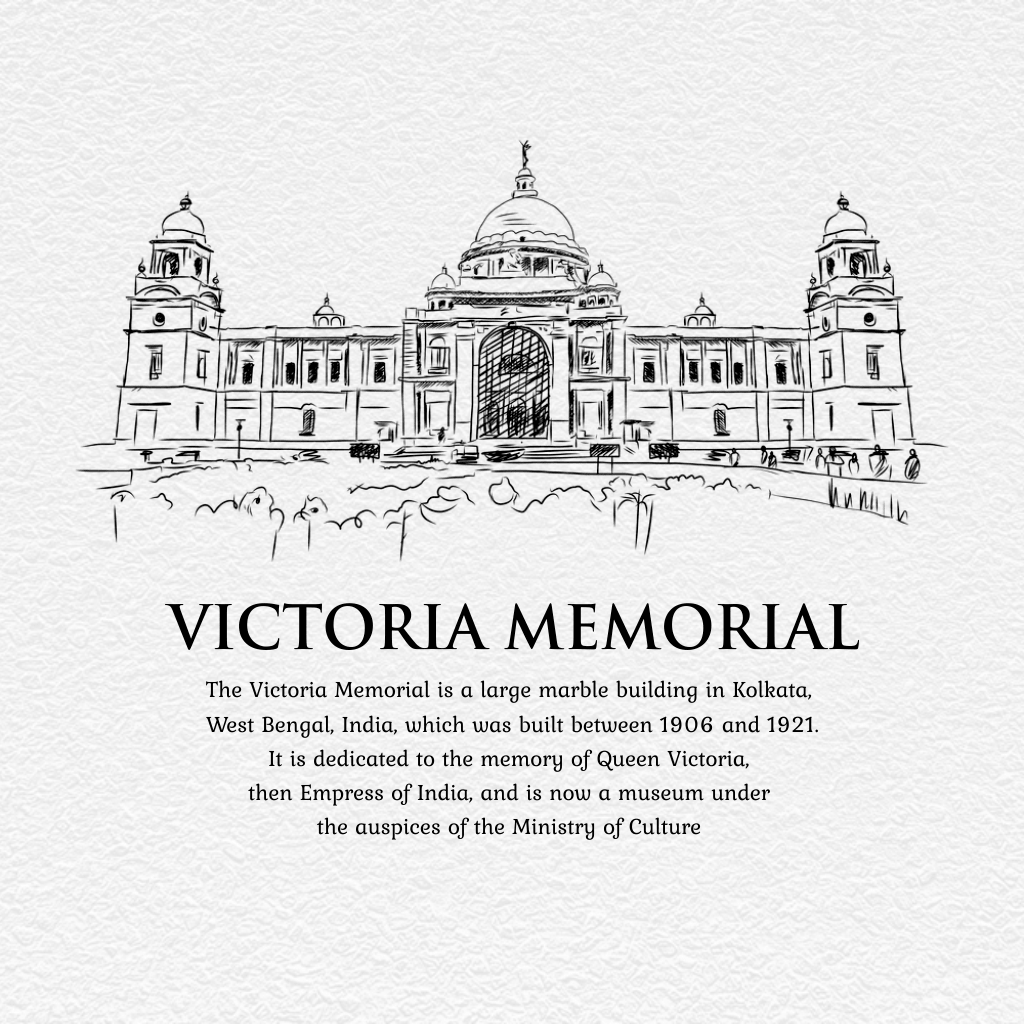 VICTORIA MEMORIAL
The Victoria Memorial is a large marble building in Kolkata,
West Bengal, India, which was built between 1906 and 1921.
It is dedicated to the memory of Queen Victoria,
then Empress of India, and is now a museum under
the auspices of the Ministry of Culture